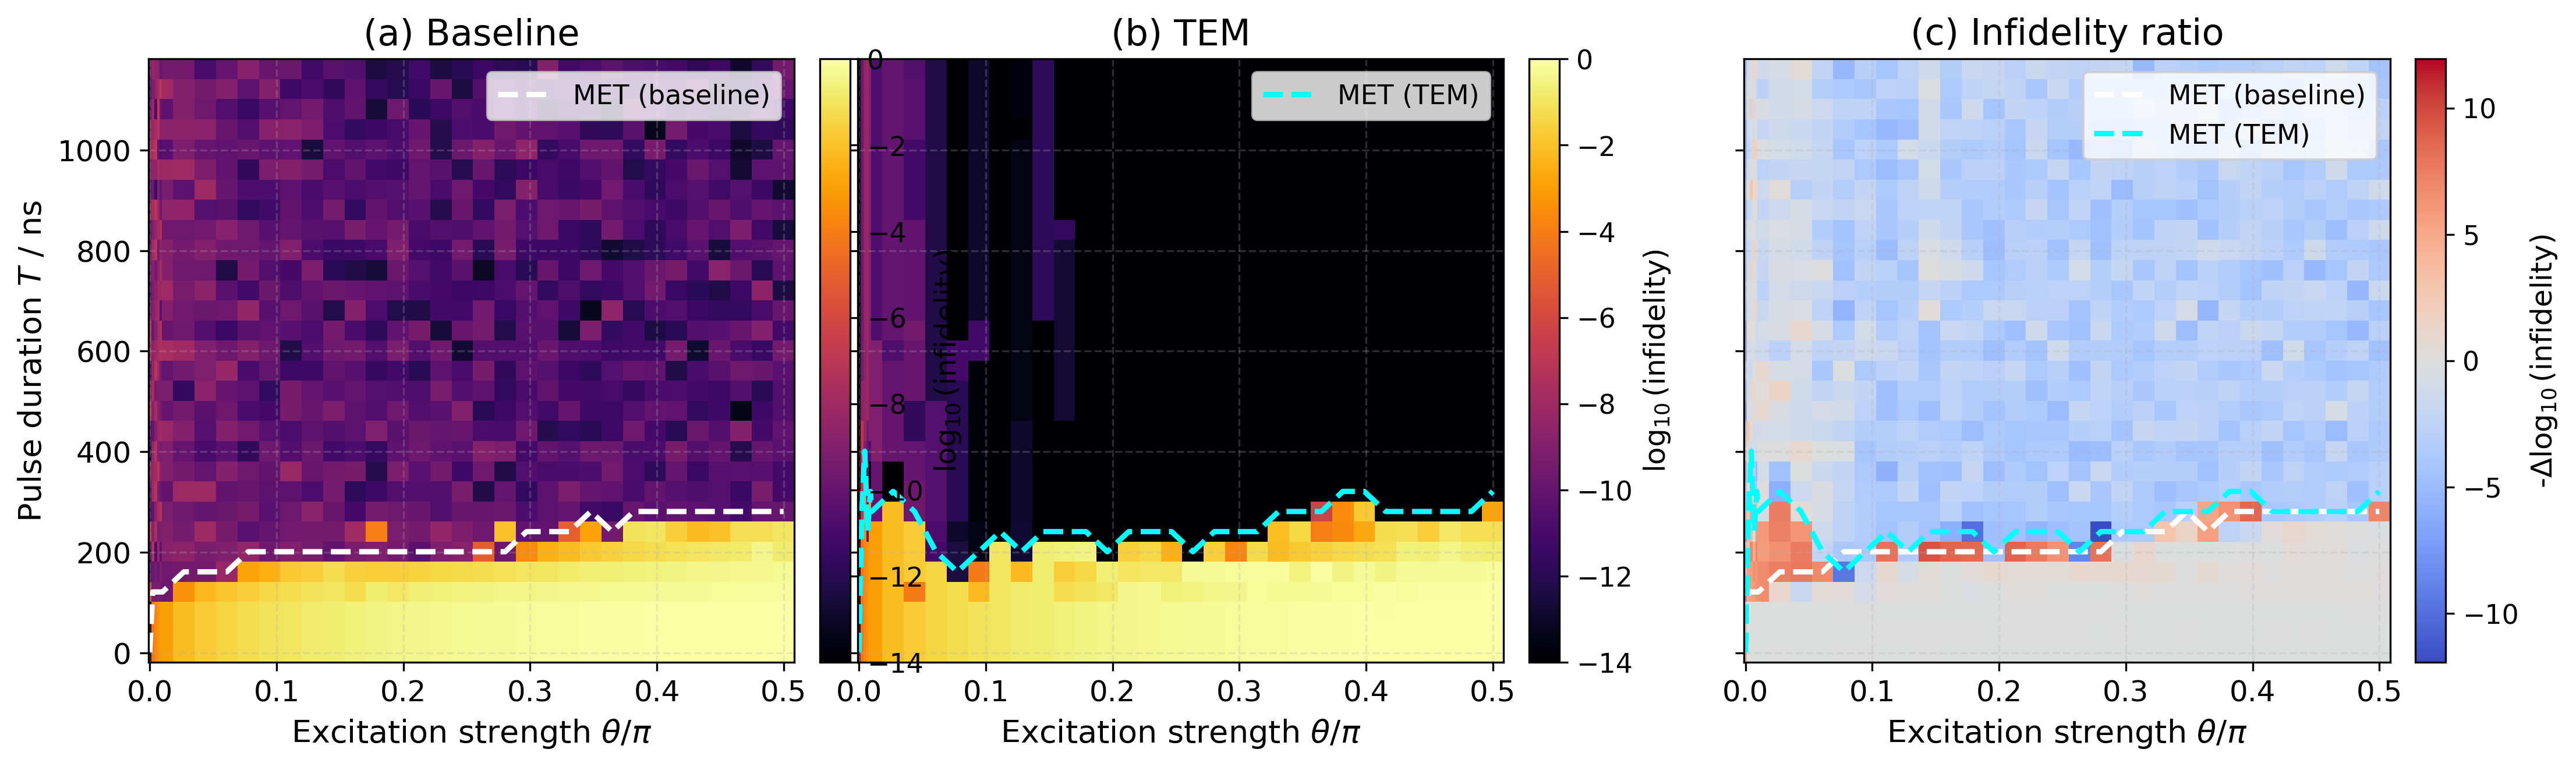 (a) Baseline
MET (baseline)
Pulse duration T / ns
1000
800
600
400
200
0
0.0 0.1 0.2 0.3 0.4 0.5
Excitation strength θ/π
0
−2
−4
−6
−8
−10
−12
−14
log10 (infidelity)
(b) TEM
MET (TEM)
0.0 0.1 0.2 0.3 0.4 0.5
Excitation strength θ/π
0
−2
−4
−6
−8
−10
−12
−14
log10 (infidelity)
(c) Infidelity ratio
MET (baseline)
MET (TEM)
0.0 0.1 0.2 0.3 0.4 0.5
Excitation strength θ/π
10
5
0
−5
−10
-Δlog10 (infidelity)